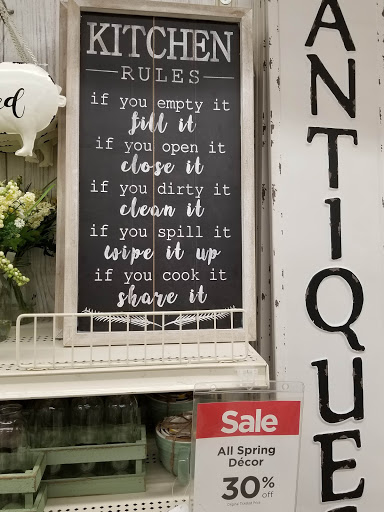 KITCHEN
RULES
if you empty it
fill it
if you open it
close it
if you dirty it
clean it
if you spill it
wipe it up
if you cook it
share it
ed
ANTIQUE
Sale
All Spring
Décor
30% off